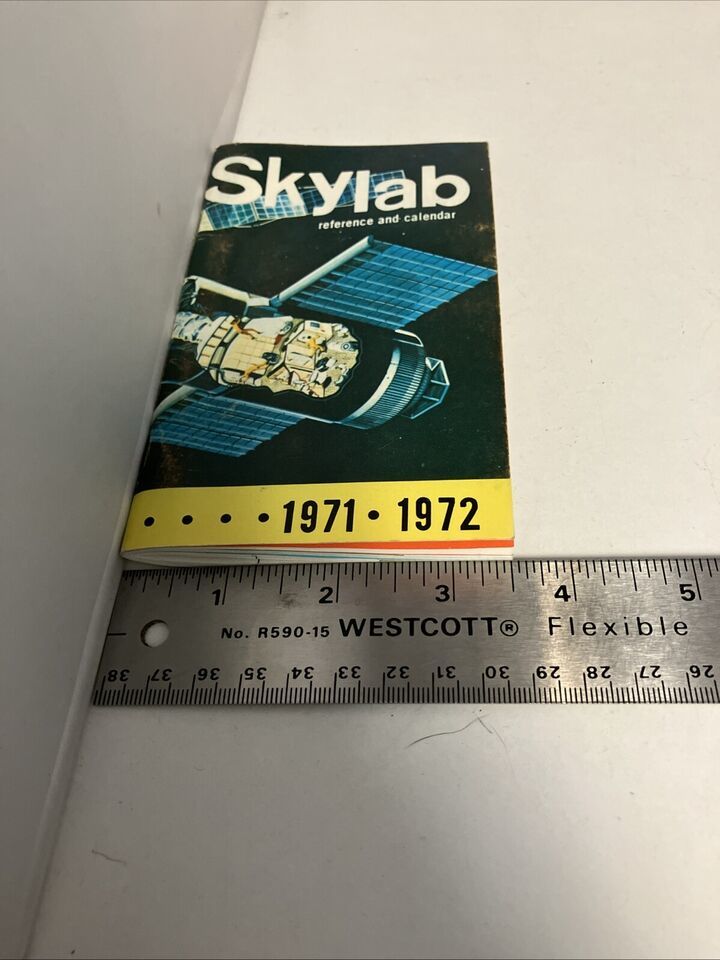 Skylab
reference and calendar
• • • • 1971 • 1972
1 2 3 4 5
No. R590-15 WESTCOTT® Flexible
38 37 36 35 34 33 32 31 30 29 28 27 26